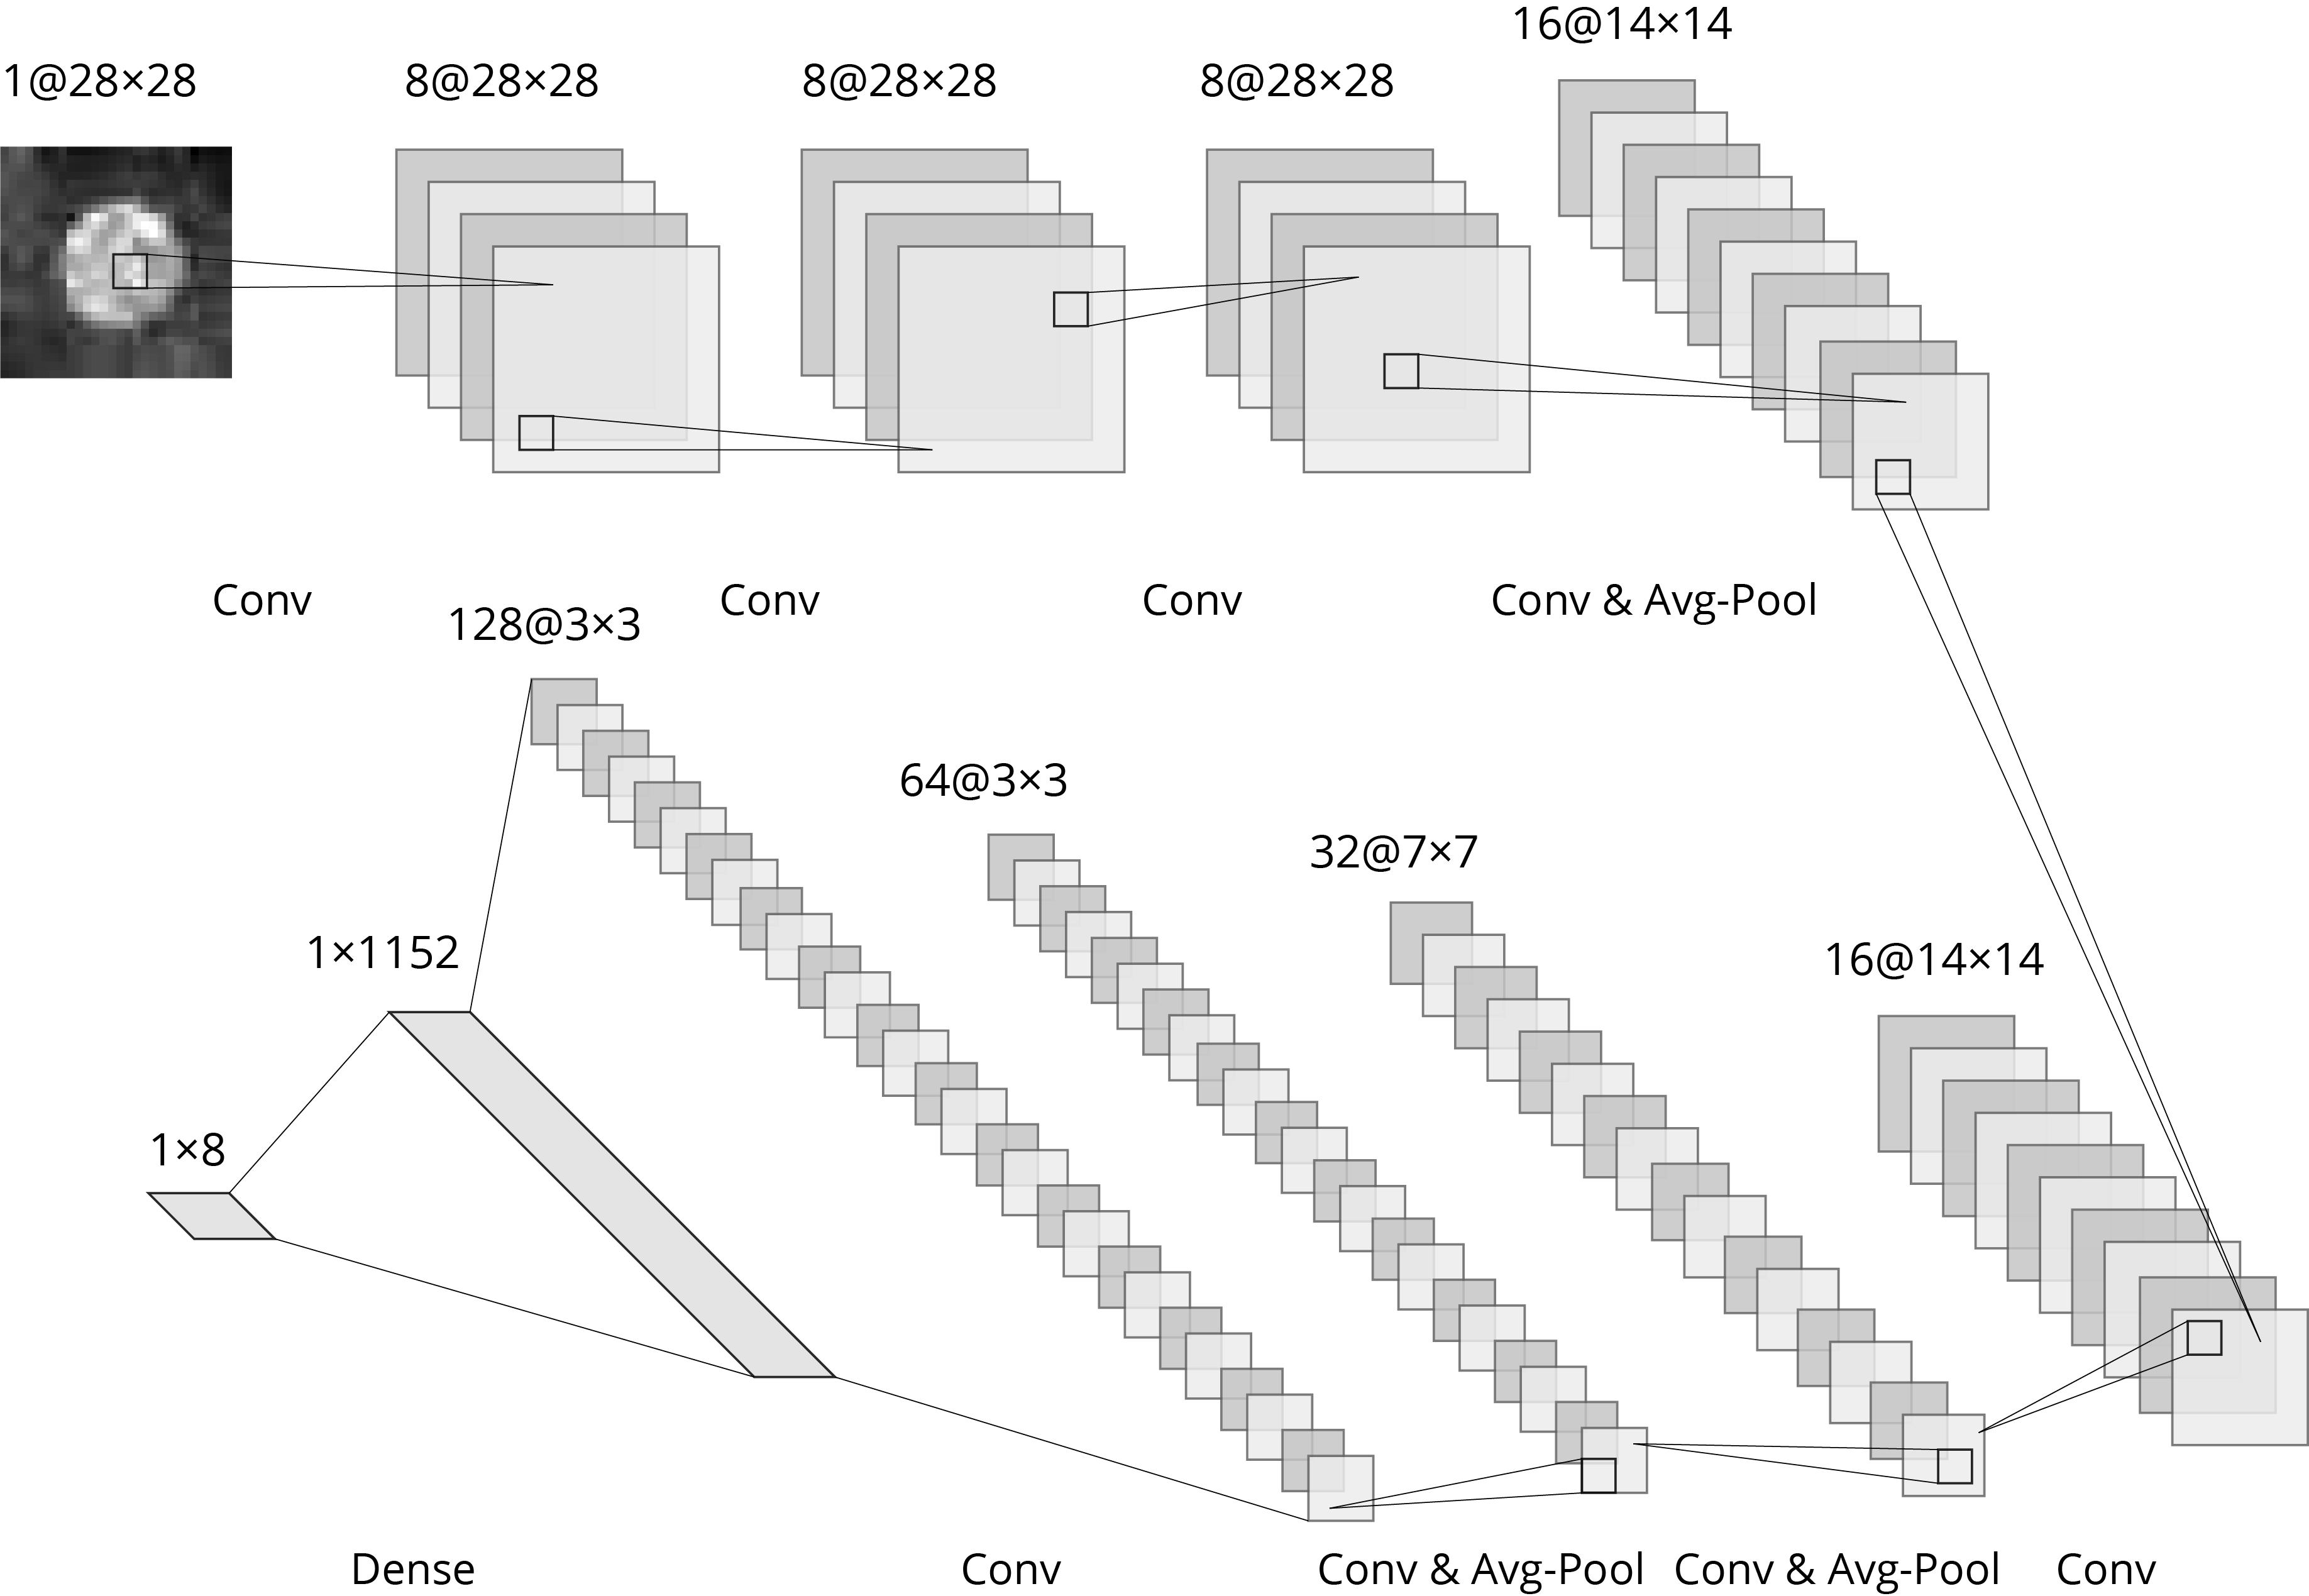 16@14×14
1@28×28
8@28×28
8@28×28
8@28×28
Conv
Conv
Conv
Conv & Avg-Pool
128@3×3
64@3×3
32@7×7
1×1152
16@14×14
1×8
Dense
Conv
Conv & Avg-Pool
Conv & Avg-Pool
Conv